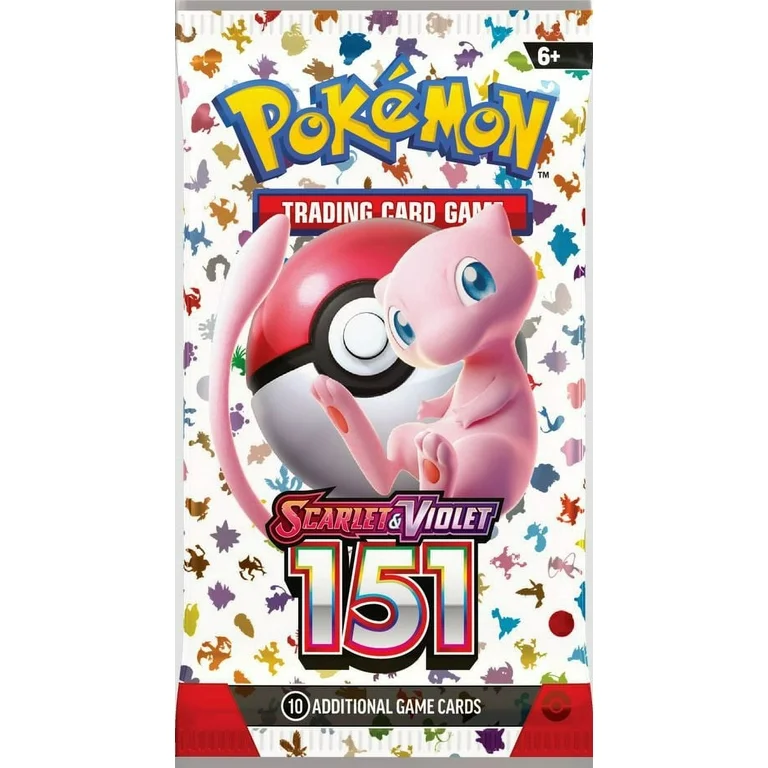 6+
POKéMON
TM
TRADING CARD GAME
SCARLET & VIOLET
151
10 ADDITIONAL GAME CARDS